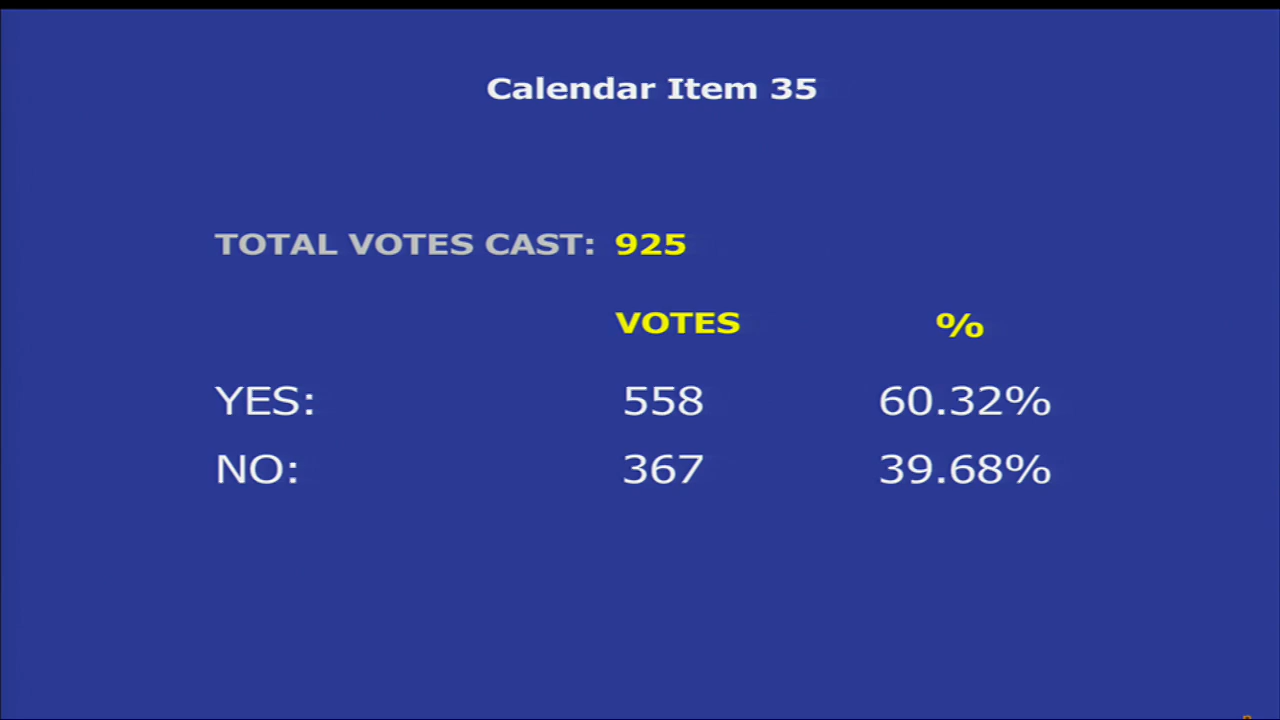 Calendar Item 35
TOTAL VOTES CAST: 925
VOTES %
YES: 558 60.32%
NO: 367 39.68%